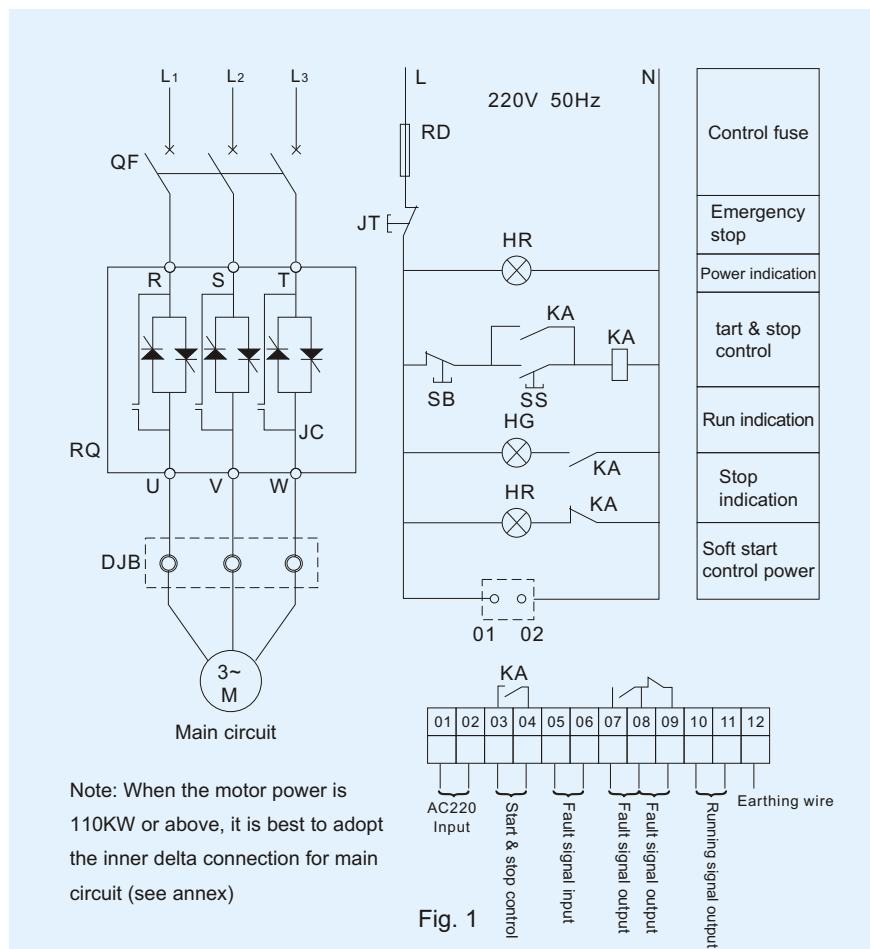 L1 L2 L3
QF
R S T
JC
RQ
U V W
DJB
3~
M
Main circuit
L N
220V 50Hz
RD
JT
HR
KA
KA
SB SS
HG
KA
HR
KA
01 02
Control fuse
Emergency
stop
Power indication
tart & stop
control
Run indication
Stop
indication
Soft start
control power
KA
01 02 03 04 05 06 07 08 09 10 11 12
AC220
Input
Start & stop control
Fault signal input
Fault signal output
Fault signal output
Running signal output
Earthing wire
Note: When the motor power is
110KW or above, it is best to adopt
the inner delta connection for main
circuit (see annex)
Fig. 1